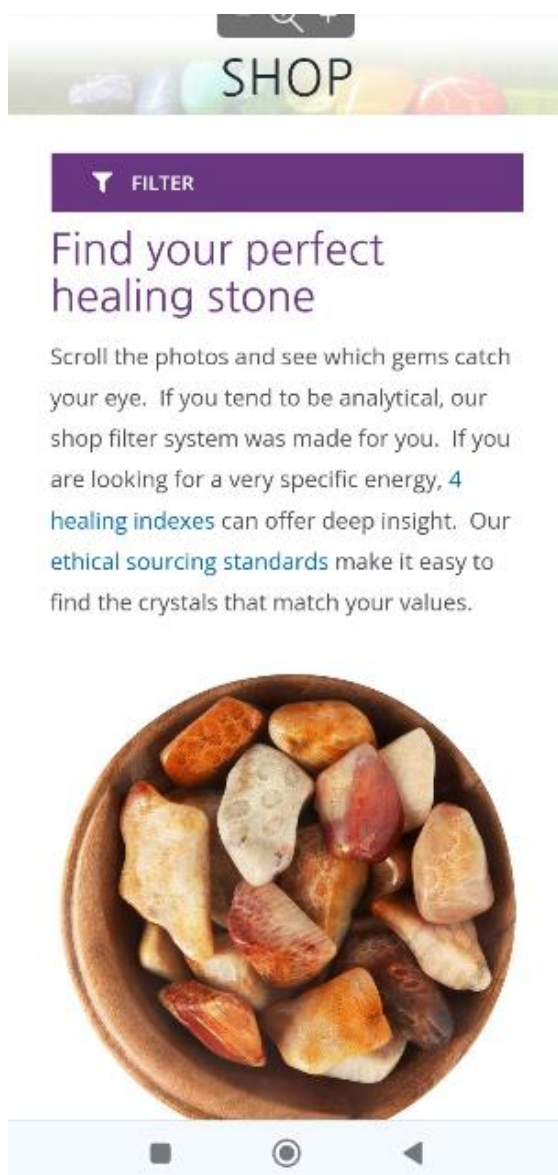 SHOP
FILTER
Find your perfect
healing stone
Scroll the photos and see which gems catch
your eye.  If you tend to be analytical, our
shop filter system was made for you.  If you
are looking for a very specific energy, 4
healing indexes can offer deep insight.  Our
ethical sourcing standards make it easy to
find the crystals that match your values.